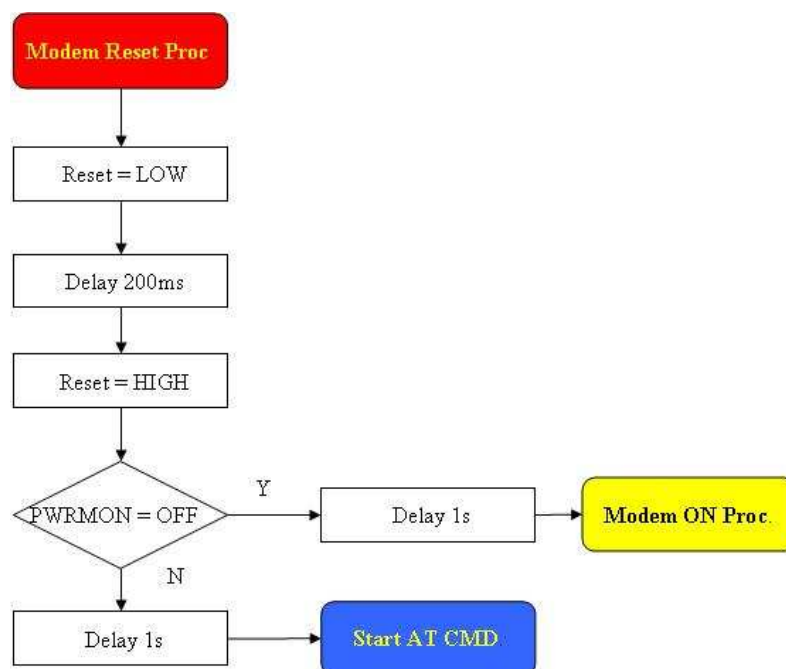 Modem Reset Proc
Reset = LOW
Delay 200ms
Reset = HIGH
PWRMON = OFF
Y
Delay 1s
Modem ON Proc.
N
Delay 1s
Start AT CMD